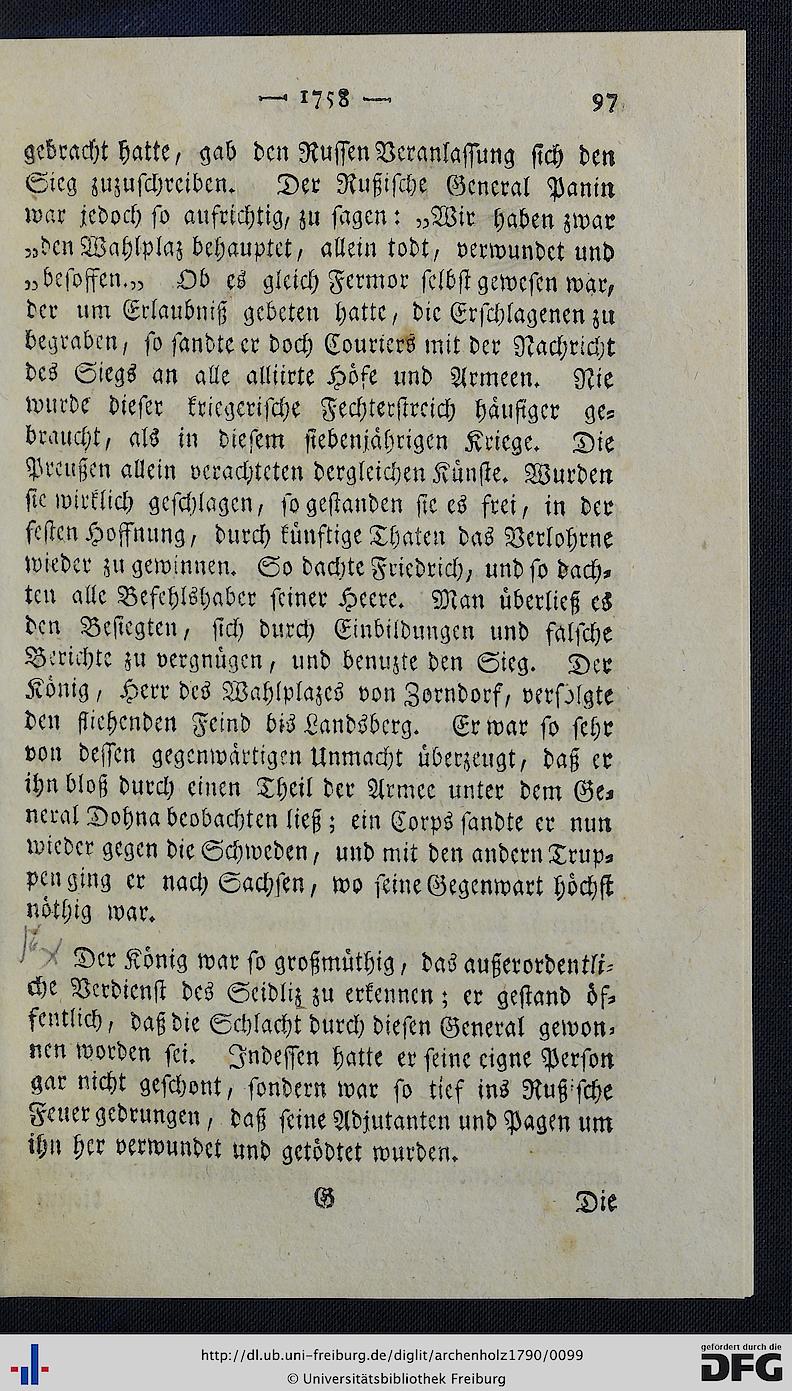 — 1758 — 97
gebracht hatte, gab den Russen Veranlassung sich den
Sieg zuzuschreiben. Der Rußische General Panin
war jedoch so aufrichtig, zu sagen: „Wir haben zwar
„den Wahlplaz behauptet, allein todt, verwundet und
„besoffen.„ Ob es gleich Fermor selbst gewesen war,
der um Erlaubniß gebeten hatte, die Erschlagenen zu
begraben, so sandte er doch Couriers mit der Nachricht
des Siegs an alle alliirte Höfe und Armeen. Nie
wurde dieser kriegerische Fechterstreich häufiger ge-
braucht, als in diesem siebenjährigen Kriege. Die
Preußen allein verachteten dergleichen Künste. Wurden
sie wirklich geschlagen, so gestanden sie es frei, in der
festen Hoffnung, durch künftige Thaten das Verlohrne
wieder zu gewinnen. So dachte Friedrich, und so dach-
ten alle Befehlshaber seiner Heere. Man überließ es
den Besiegten, sich durch Einbildungen und falsche
Berichte zu vergnügen, und benuzte den Sieg. Der
König, Herr des Wahlplazes von Zorndorf, verfolgte
den fliehenden Feind bis Landsberg. Er war so sehr
von dessen gegenwärtigen Unmacht überzeugt, daß er
ihn bloß durch einen Theil der Armee unter dem Ge-
neral Dohna beobachten ließ; ein Corps sandte er nun
wieder gegen die Schweden, und mit den andern Trup-
pen ging er nach Sachsen, wo seine Gegenwart höchst
nöthig war.
Der König war so großmüthig, das außerordentli-
che Verdienst des Seidliz zu erkennen; er gestand öf-
fentlich, daß die Schlacht durch diesen General gewon-
nen worden sei. Indessen hatte er seine eigne Person
gar nicht geschont, sondern war so tief ins Rußische
Feuer gedrungen, daß seine Adjutanten und Pagen um
ihn her verwundet und getödtet wurden.
G Die
http://dl.ub.uni-freiburg.de/diglit/archenholz1790/0099
© Universitätsbibliothek Freiburg
gefördert durch die
DFG